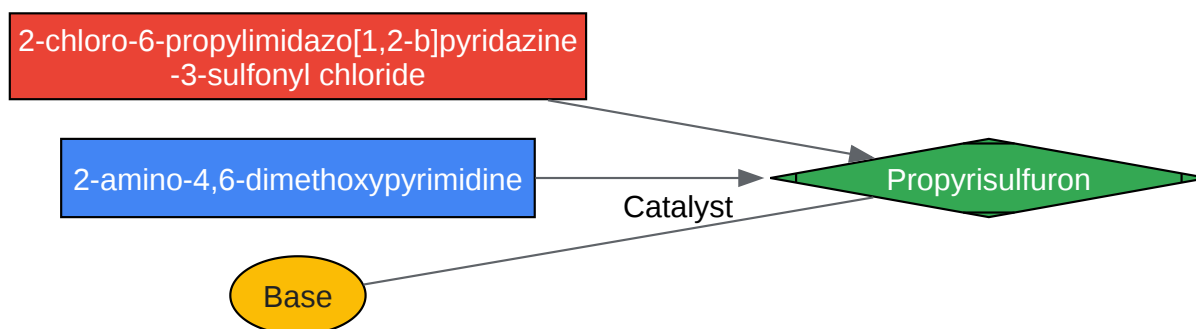 2-chloro-6-propylimidazo[1,2-b]pyridazine
-3-sulfonyl chloride
2-amino-4,6-dimethoxypyrimidine
Propyrisulfuron
Catalyst
Base